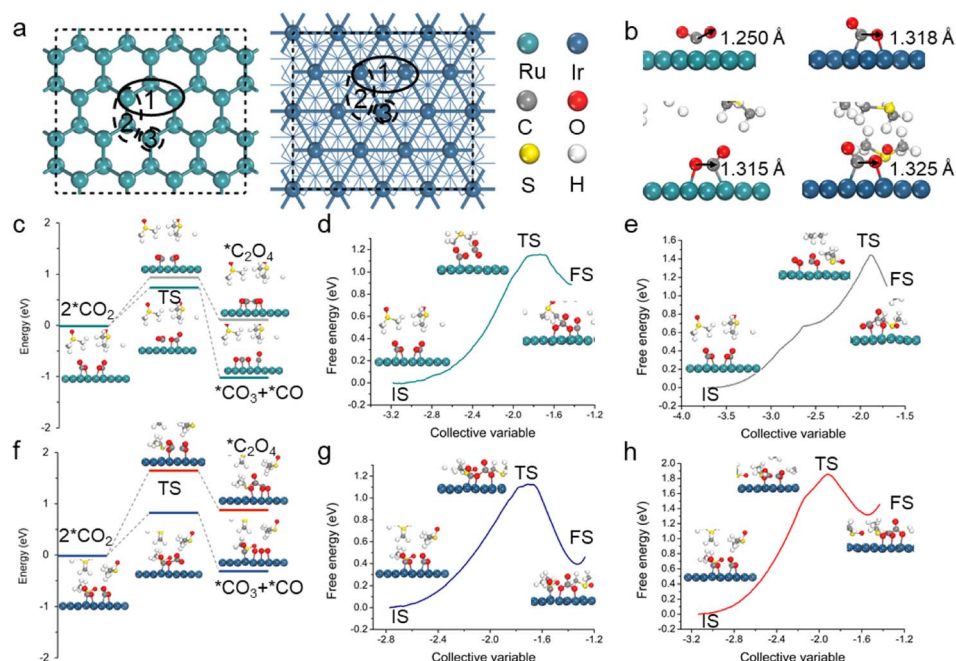 a
1
2
3
1
2
3
Ru Ir
C O
S H
b
1.250 Å
1.318 Å
1.315 Å
1.325 Å
c
Energy (eV)
2
1
0
-1
-2
2*CO₂
TS
*C₂O₄
*CO₃+*CO
d
Free energy (eV)
1.4
1.2
1.0
0.8
0.6
0.4
0.2
0.0
-0.2
IS
TS
FS
-3.2 -2.8 -2.4 -2.0 -1.6 -1.2
Collective variable
e
Free energy (eV)
1.6
1.4
1.2
1.0
0.8
0.6
0.4
0.2
0.0
-0.2
IS
TS
FS
-4.0 -3.5 -3.0 -2.5 -2.0 -1.5
Collective variable
f
Energy (eV)
2
1
0
-1
2*CO₂
TS
*C₂O₄
*CO₃+*CO
g
Free energy (eV)
1.4
1.2
1.0
0.8
0.6
0.4
0.2
0.0
-0.2
IS
TS
FS
-2.8 -2.4 -2.0 -1.6 -1.2
Collective variable
h
Free energy (eV)
2.0
1.8
1.6
1.4
1.2
1.0
0.8
0.6
0.4
0.2
0.0
-0.2
IS
TS
FS
-3.2 -2.8 -2.4 -2.0 -1.6 -1.2
Collective variable